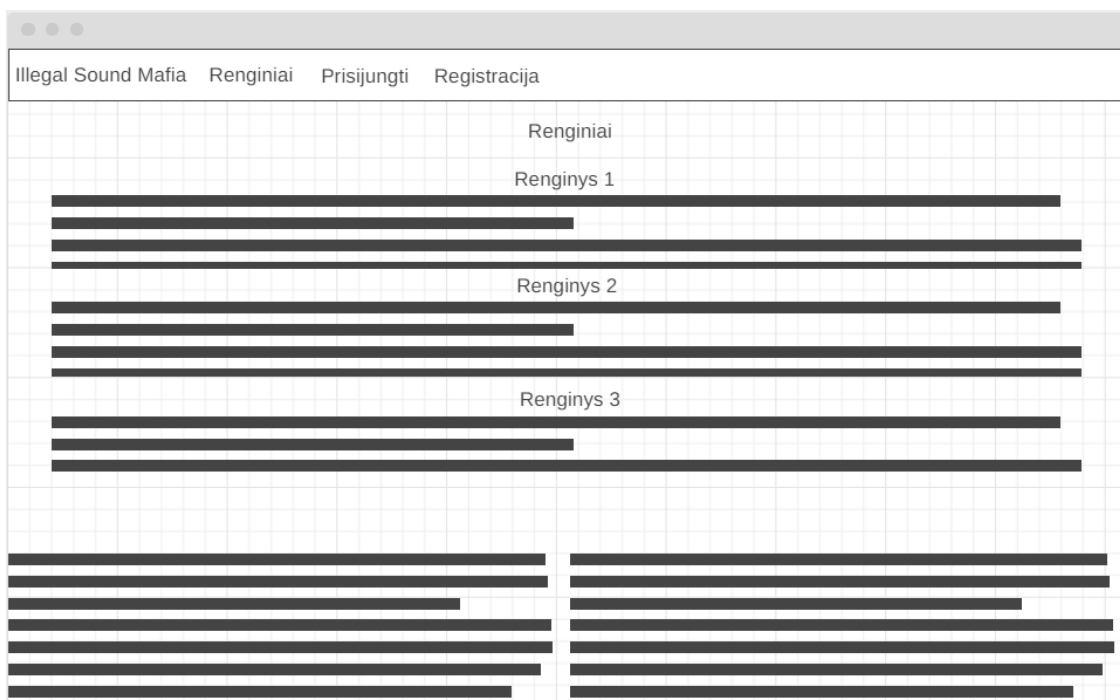 Illegal Sound Mafia Renginiai Prisijungti Registracija
Renginiai
Renginys 1
Renginys 2
Renginys 3